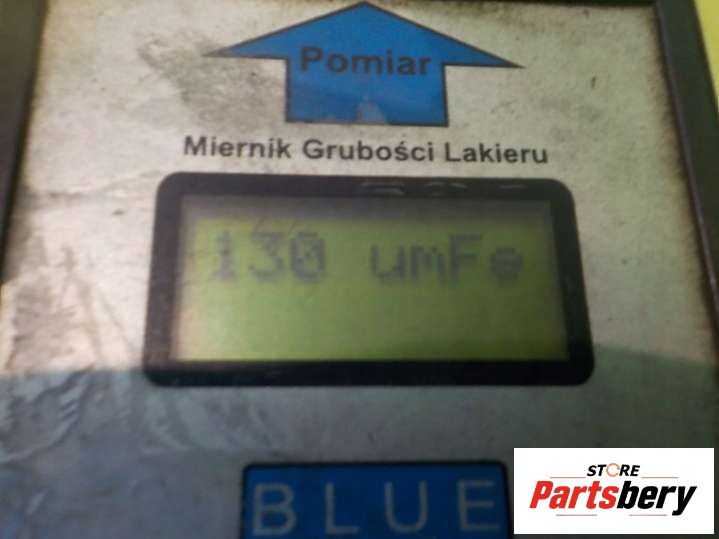 Pomiar
Miernik Grubości Lakieru
130 umFe
BLUE
STORE
Partsbery